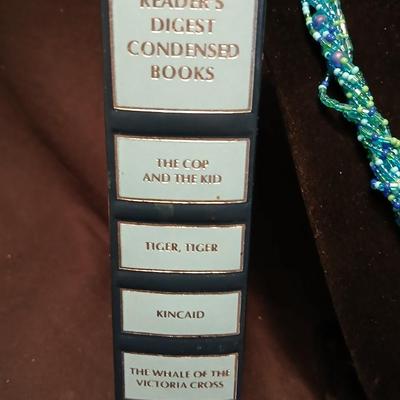 READER'S
DIGEST
CONDENSED
BOOKS
THE COP
AND THE KID
TIGER, TIGER
KINCAID
THE WHALE OF THE
VICTORIA CROSS